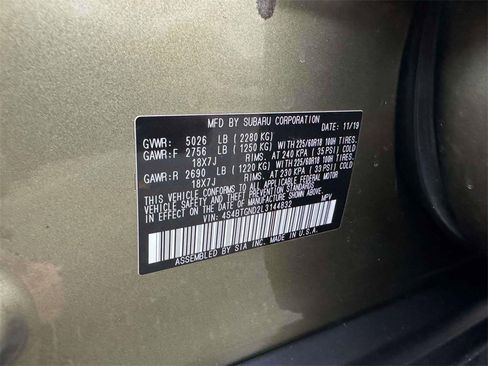 MFD BY SUBARU CORPORATION
DATE: 11/19
GVWR: 5026 LB ( 2280 KG)
GAWR: F 2756 LB ( 1250 KG) WITH 225/60R18 100H TIRES
18X7J RIMS. AT 240 KPA ( 35 PSI) COLD
GAWR: R 2690 LB ( 1220 KG) WITH 225/60R18 100H TIRES
18X7J RIMS. AT 230 KPA ( 33 PSI) COLD
THIS VEHICLE CONFORMS TO ALL APPLICABLE FEDERAL MOTOR
VEHICLE SAFETY AND BUMPER STANDARDS
IN EFFECT ON THE DATE OF MANUFACTURE SHOWN ABOVE.
VIN: 4S4BTGND2L3144832 MPV
ASSEMBLED BY SIA INC. MADE IN U.S.A.